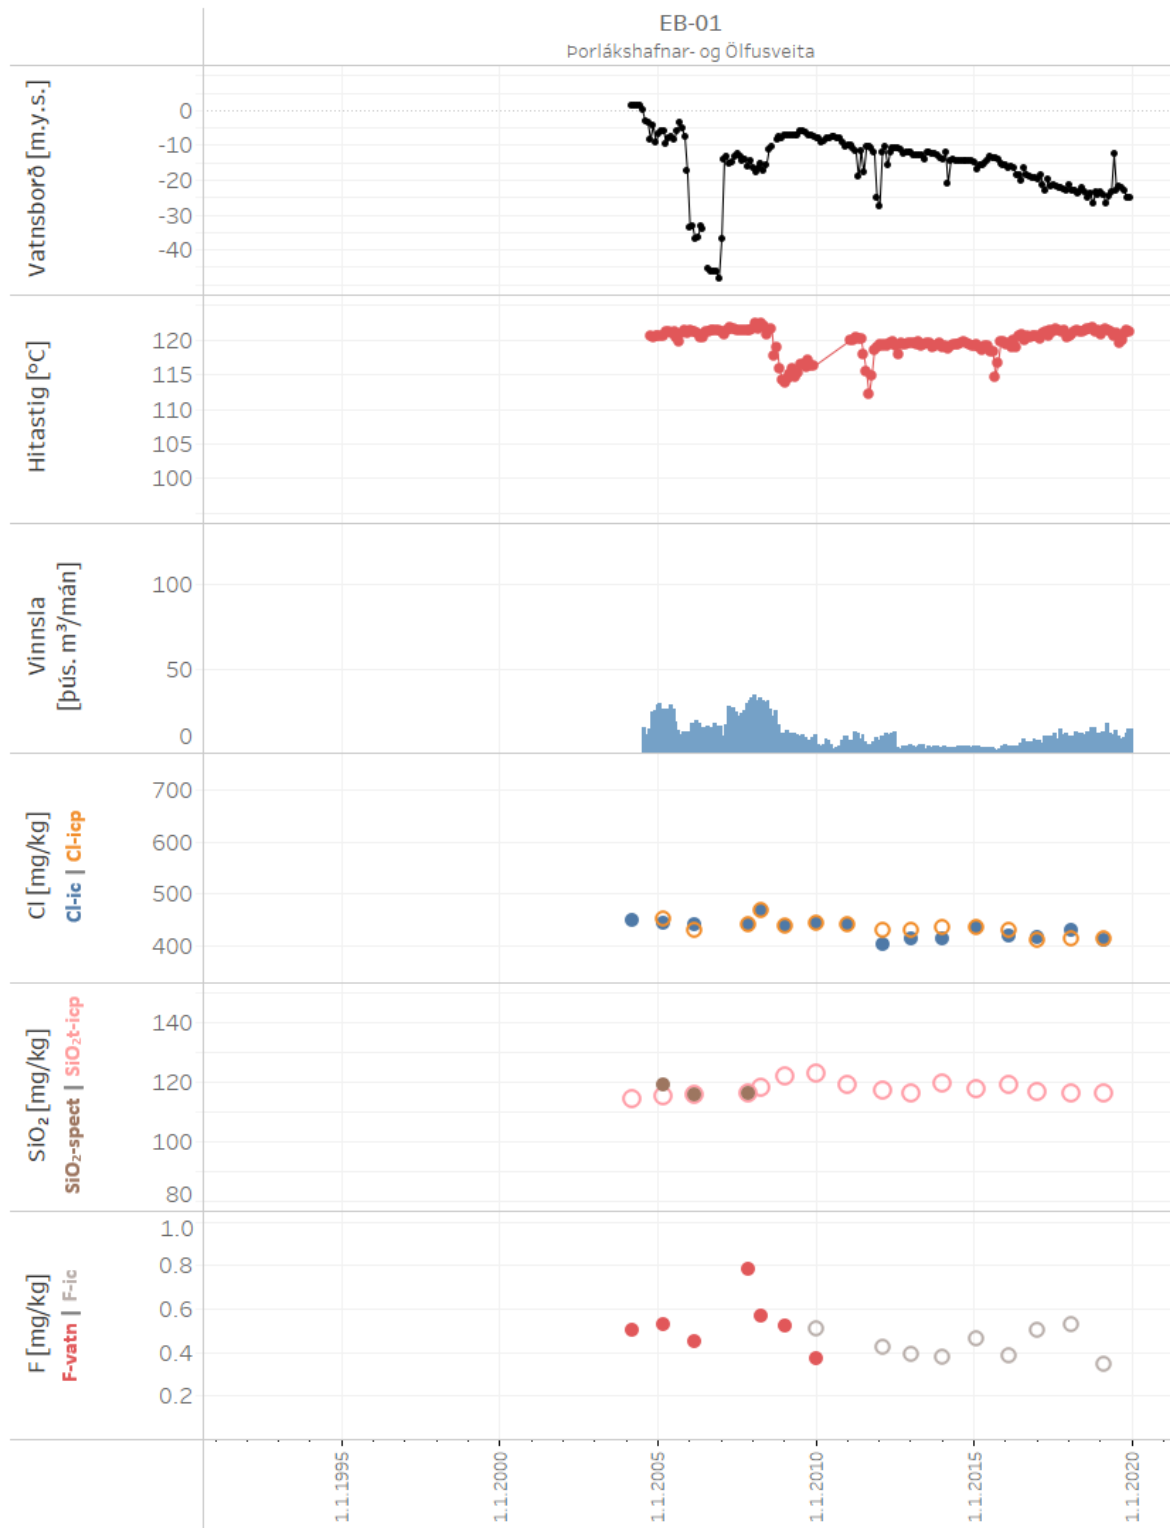 EB-01
Þorlákshafnar- og Ölfusveita
Vatnsborð [m.y.s.]
0
-10
-20
-30
-40
Hitastig [°C]
120
115
110
105
100
Vinnsla
[þús. m³/mán]
100
50
0
Cl [mg/kg]
Cl-ic | Cl-icp
700
600
500
400
SiO₂ [mg/kg]
SiO₂-spect | SiO₂t-icp
140
120
100
80
F [mg/kg]
F-vatn | F-ic
1.0
0.8
0.6
0.4
0.2
1.1.1995
1.1.2000
1.1.2005
1.1.2010
1.1.2015
1.1.2020